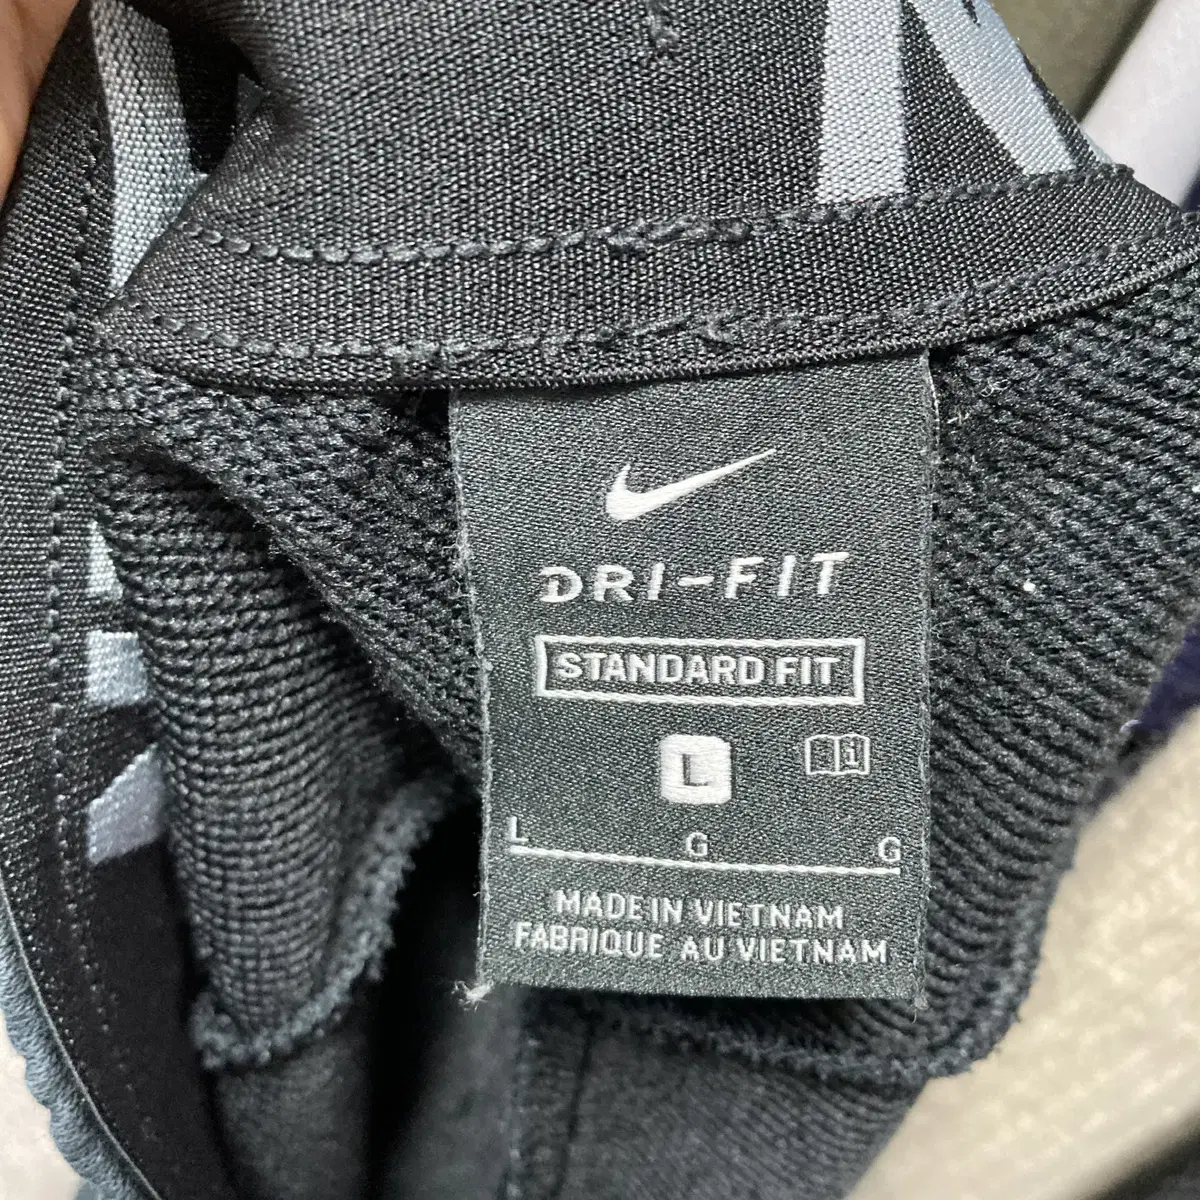 DRI-FIT
STANDARD FIT
L
i
L G G
MADE IN VIETNAM
FABRIQUE AU VIETNAM